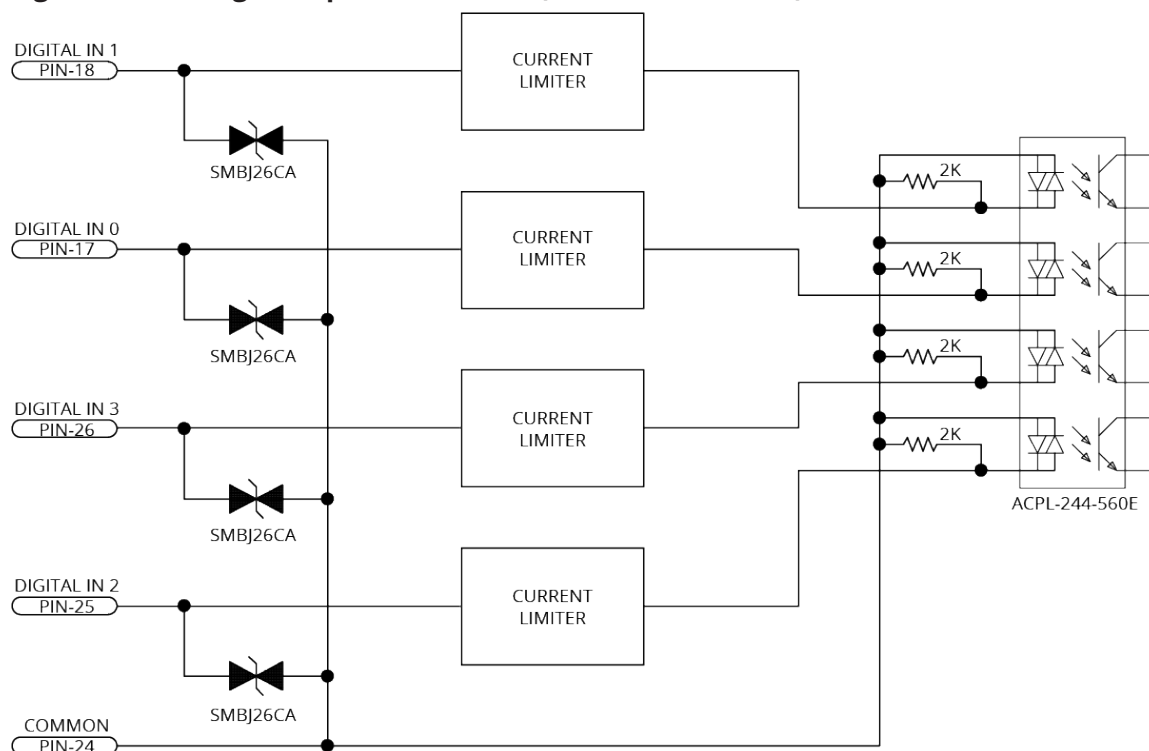 DIGITAL IN 1
PIN-18
CURRENT
LIMITER
SMBJ26CA
2K
DIGITAL IN 0
PIN-17
CURRENT
LIMITER
SMBJ26CA
2K
2K
DIGITAL IN 3
PIN-26
CURRENT
LIMITER
SMBJ26CA
2K
ACPL-244-560E
DIGITAL IN 2
PIN-25
CURRENT
LIMITER
SMBJ26CA
COMMON
PIN-24